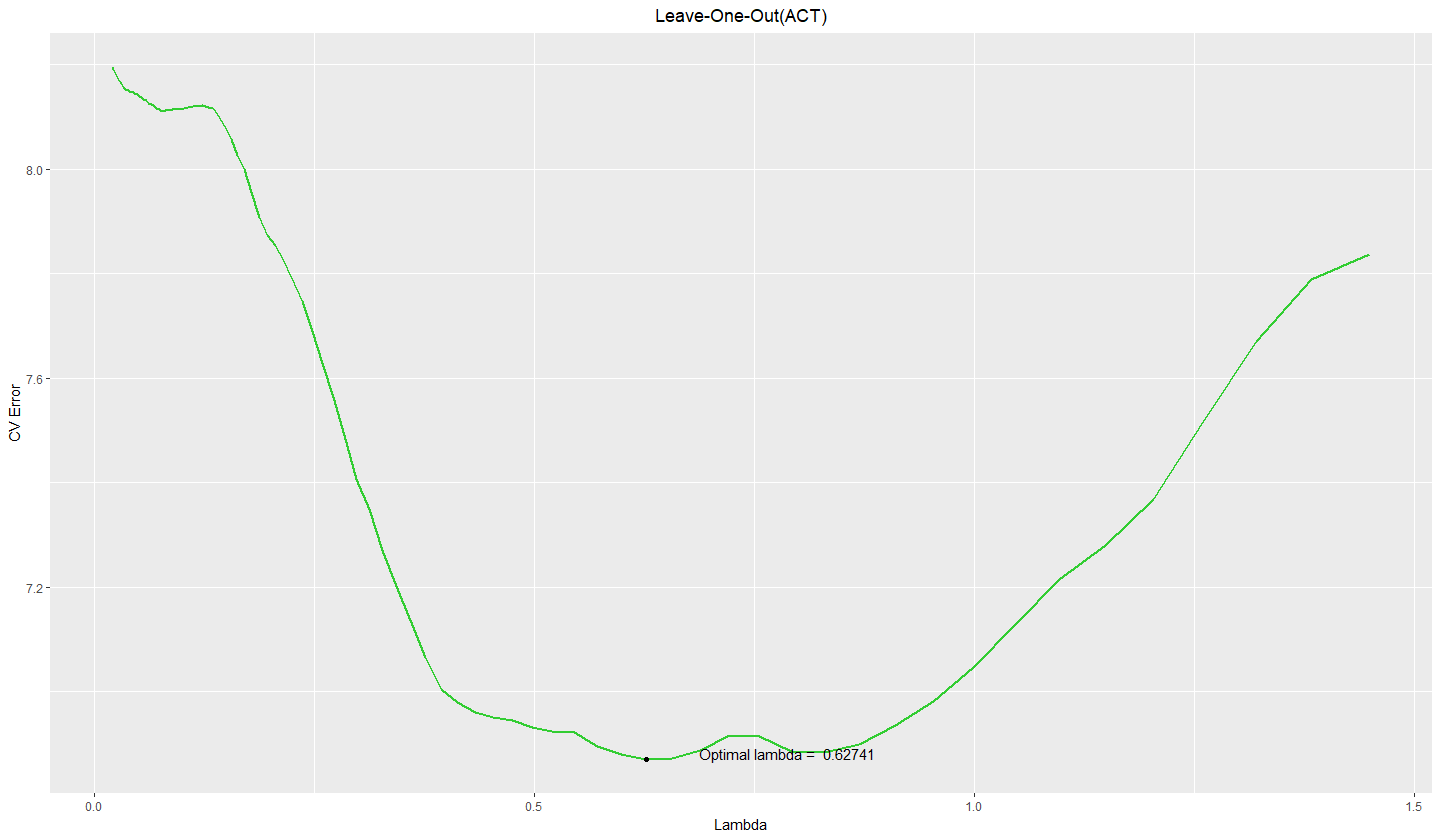 Leave-One-Out(ACT)
8.0
7.6
7.2
CV Error
Optimal lambda =  0.62741
0.0 0.5 1.0 1.5
Lambda